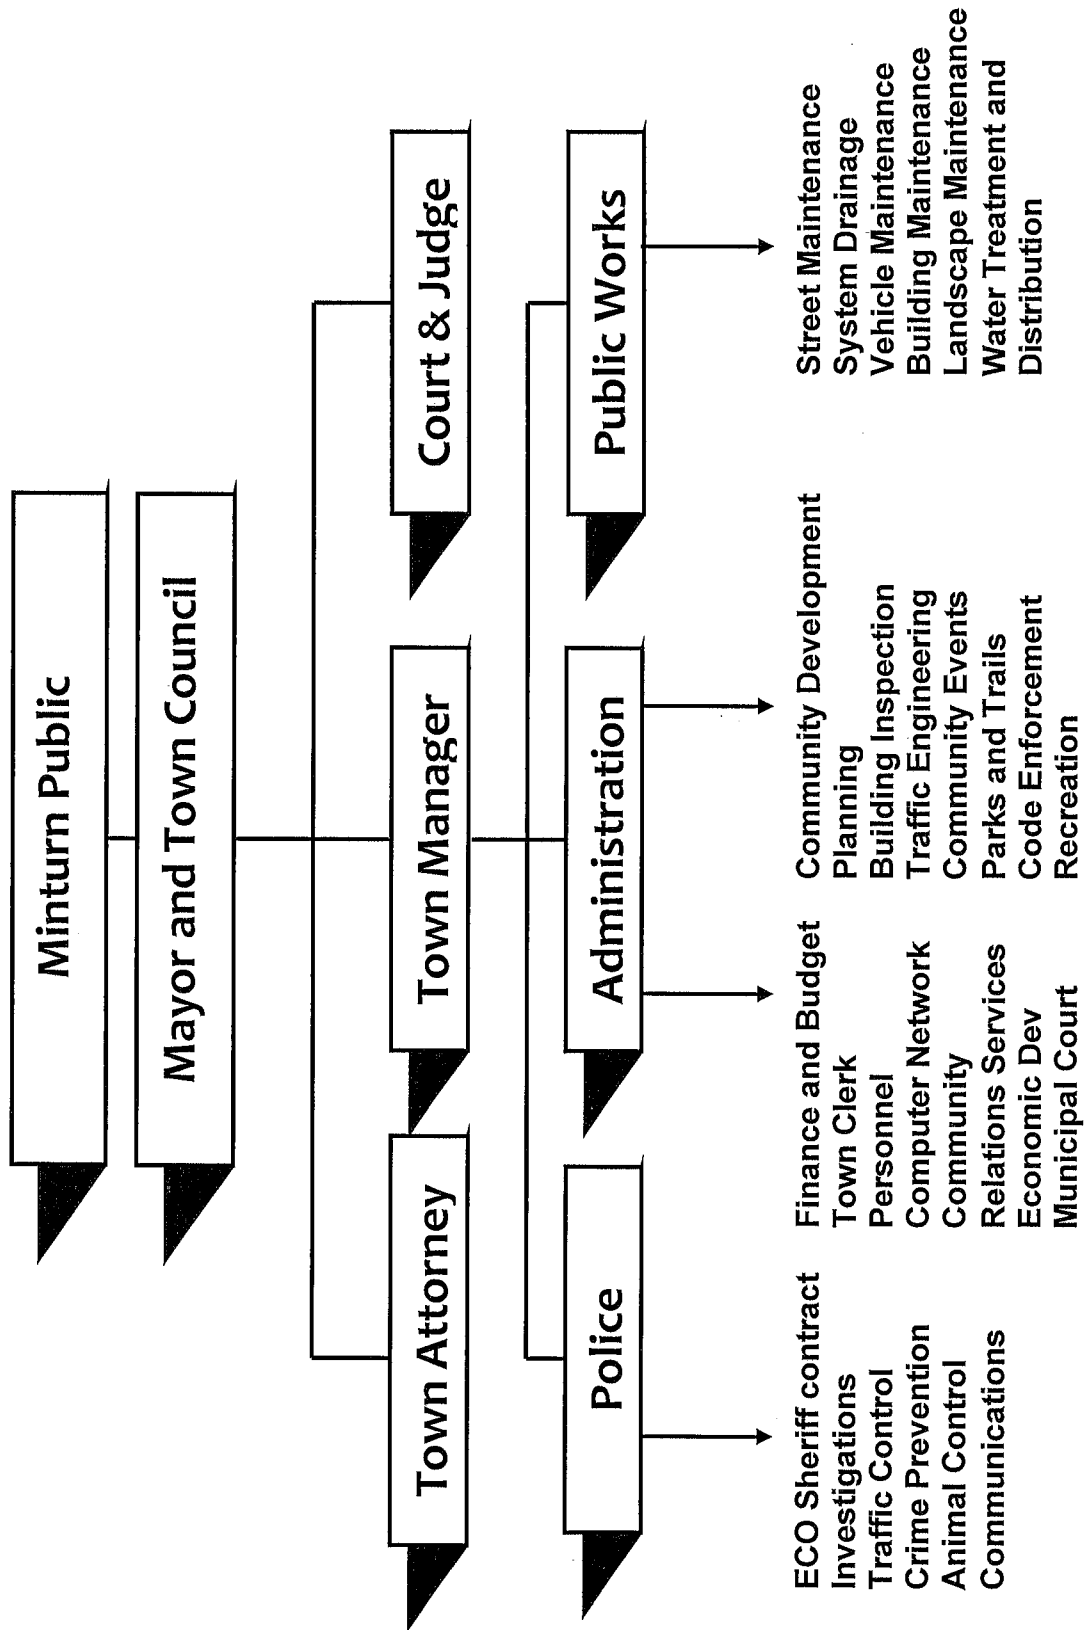 Minturn Public
Mayor and Town Council
Town Attorney
Town Manager
Court & Judge
Police
Administration
Public Works
ECO Sheriff contract
Investigations
Traffic Control
Crime Prevention
Animal Control
Communications
Finance and Budget
Town Clerk
Personnel
Computer Network
Community
Relations Services
Economic Dev
Municipal Court
Community Development
Planning
Building Inspection
Traffic Engineering
Community Events
Parks and Trails
Code Enforcement
Recreation
Street Maintenance
System Drainage
Vehicle Maintenance
Building Maintenance
Landscape Maintenance
Water Treatment and
Distribution